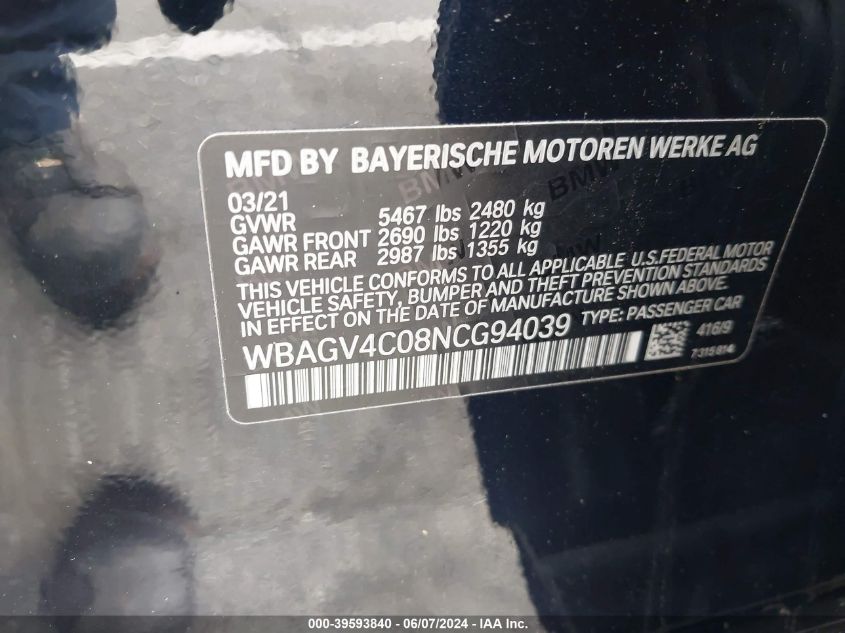 MFD BY BAYERISCHE MOTOREN WERKE AG
03/21
GVWR 5467 lbs 2480 kg
GAWR FRONT 2690 lbs 1220 kg
GAWR REAR 2987 lbs 1355 kg
THIS VEHICLE CONFORMS TO ALL APPLICABLE U.S.FEDERAL MOTOR
VEHICLE SAFETY, BUMPER AND THEFT PREVENTION STANDARDS
IN EFFECT ON THE DATE OF MANUFACTURE SHOWN ABOVE.
WBAGV4C08NCG94039 TYPE: PASSENGER CAR
416/9
7315814
000-39593840 - 06/07/2024 - IAA Inc.